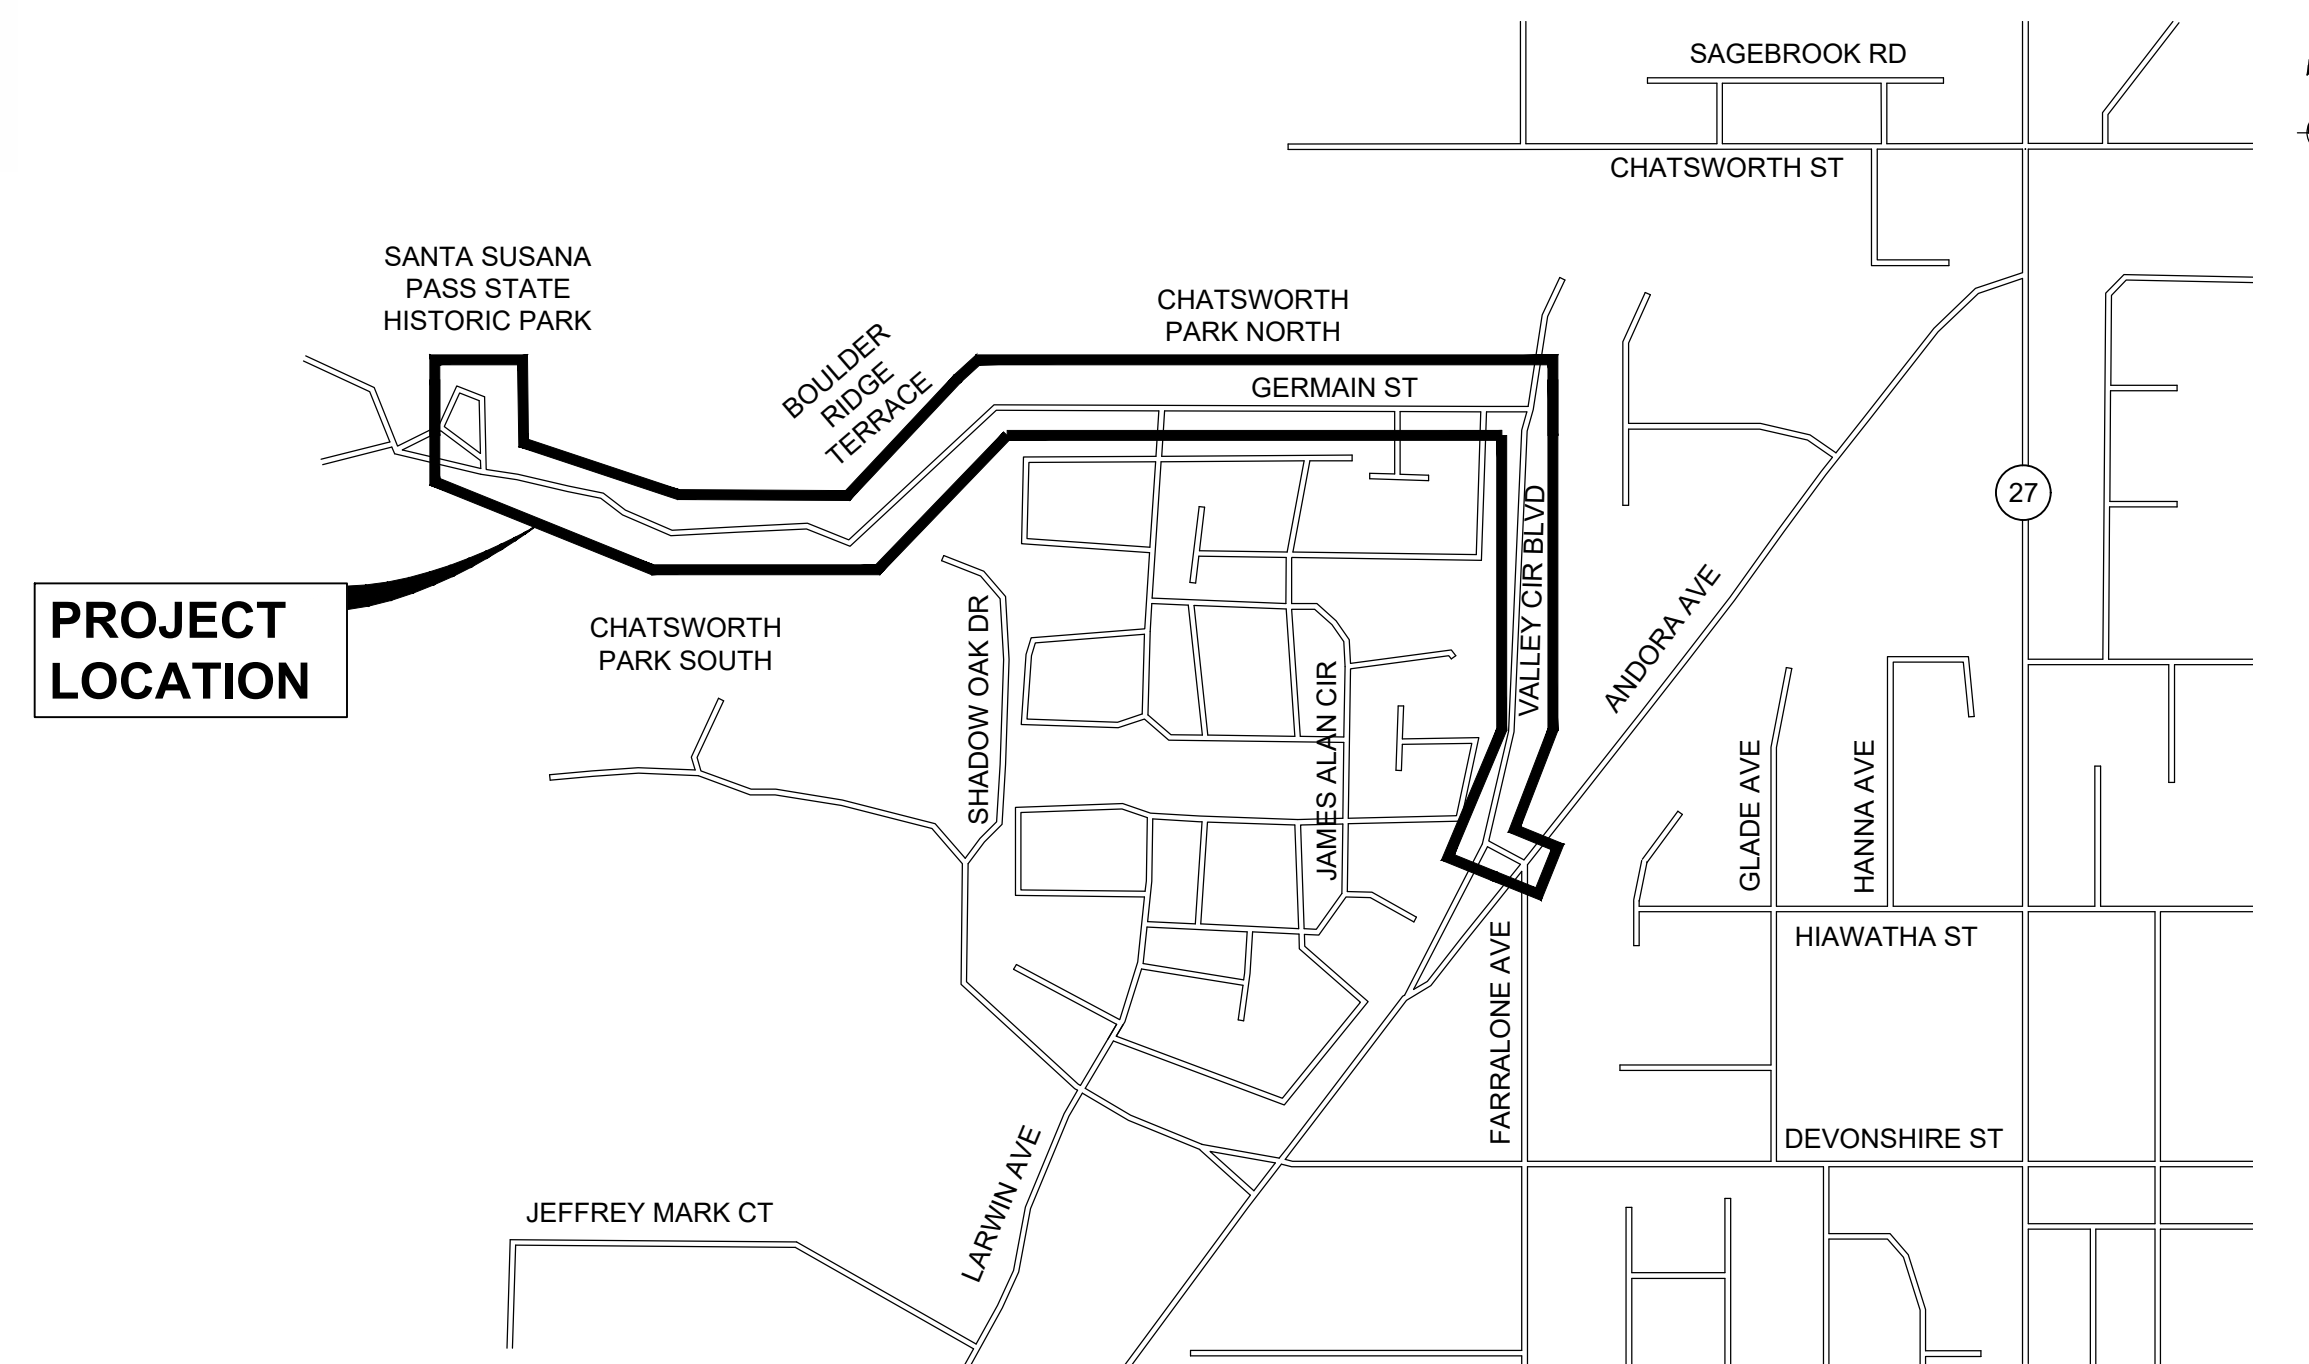 SAGEBROOK RD
CHATSWORTH ST
SANTA SUSANA
PASS STATE
HISTORIC PARK
CHATSWORTH
PARK NORTH
BOULDER
RIDGE
TERRACE
GERMAIN ST
27
VALLEY CIR BLVD
ANDORA AVE
PROJECT
LOCATION
CHATSWORTH
PARK SOUTH
SHADOW OAK DR
JAMES ALAN CIR
GLADE AVE
HANNA AVE
HIAWATHA ST
FARRALONE AVE
DEVONSHIRE ST
LARWIN AVE
JEFFREY MARK CT